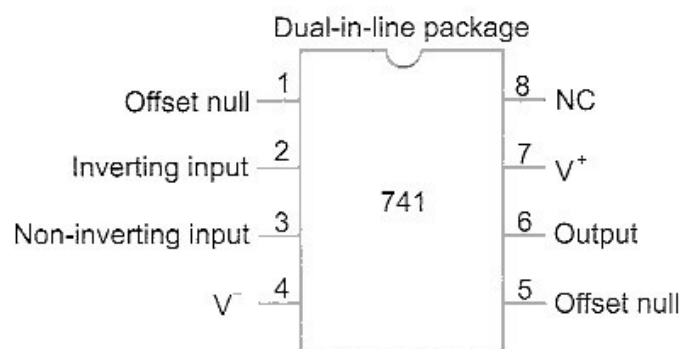 Dual-in-line package
Offset null 1
8 NC
Inverting input 2
7 V⁺
741
Non-inverting input 3
6 Output
V⁻ 4
5 Offset null